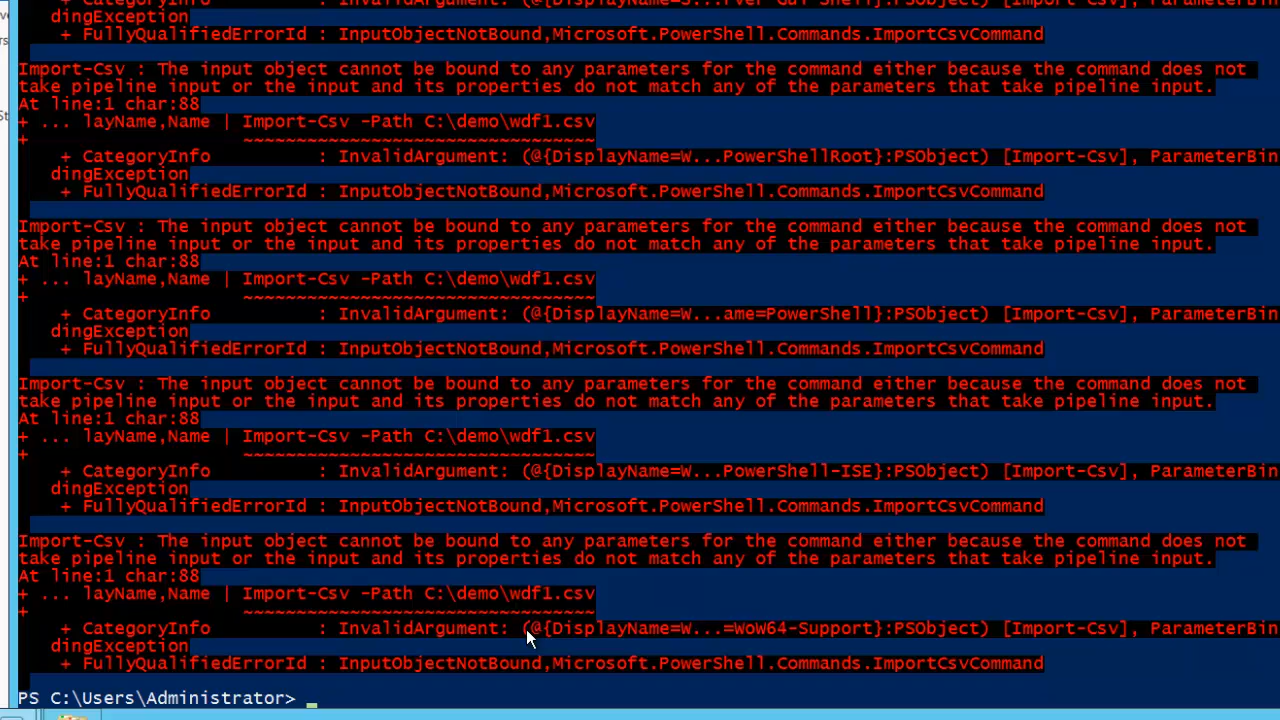 dingException
+ FullyQualifiedErrorId : InputObjectNotBound,Microsoft.PowerShell.Commands.ImportCsvCommand
Import-Csv : The input object cannot be bound to any parameters for the command either because the command does not
take pipeline input or the input and its properties do not match any of the parameters that take pipeline input.
At line:1 char:88
+ ... layName,Name | Import-Csv -Path C:\demo\wdf1.csv
+                    ~~~~~~~~~~~~~~~~~~~~~~~~~~~~~~~~~
+ CategoryInfo          : InvalidArgument: (@{DisplayName=W...PowerShellRoot}:PSObject) [Import-Csv], ParameterBin
dingException
+ FullyQualifiedErrorId : InputObjectNotBound,Microsoft.PowerShell.Commands.ImportCsvCommand
Import-Csv : The input object cannot be bound to any parameters for the command either because the command does not
take pipeline input or the input and its properties do not match any of the parameters that take pipeline input.
At line:1 char:88
+ ... layName,Name | Import-Csv -Path C:\demo\wdf1.csv
+                    ~~~~~~~~~~~~~~~~~~~~~~~~~~~~~~~~~
+ CategoryInfo          : InvalidArgument: (@{DisplayName=W...ame=PowerShell}:PSObject) [Import-Csv], ParameterBin
dingException
+ FullyQualifiedErrorId : InputObjectNotBound,Microsoft.PowerShell.Commands.ImportCsvCommand
Import-Csv : The input object cannot be bound to any parameters for the command either because the command does not
take pipeline input or the input and its properties do not match any of the parameters that take pipeline input.
At line:1 char:88
+ ... layName,Name | Import-Csv -Path C:\demo\wdf1.csv
+                    ~~~~~~~~~~~~~~~~~~~~~~~~~~~~~~~~~
+ CategoryInfo          : InvalidArgument: (@{DisplayName=W...PowerShell-ISE}:PSObject) [Import-Csv], ParameterBin
dingException
+ FullyQualifiedErrorId : InputObjectNotBound,Microsoft.PowerShell.Commands.ImportCsvCommand
Import-Csv : The input object cannot be bound to any parameters for the command either because the command does not
take pipeline input or the input and its properties do not match any of the parameters that take pipeline input.
At line:1 char:88
+ ... layName,Name | Import-Csv -Path C:\demo\wdf1.csv
+                    ~~~~~~~~~~~~~~~~~~~~~~~~~~~~~~~~~
+ CategoryInfo          : InvalidArgument: (@{DisplayName=W...=WoW64-Support}:PSObject) [Import-Csv], ParameterBin
dingException
+ FullyQualifiedErrorId : InputObjectNotBound,Microsoft.PowerShell.Commands.ImportCsvCommand
PS C:\Users\Administrator>